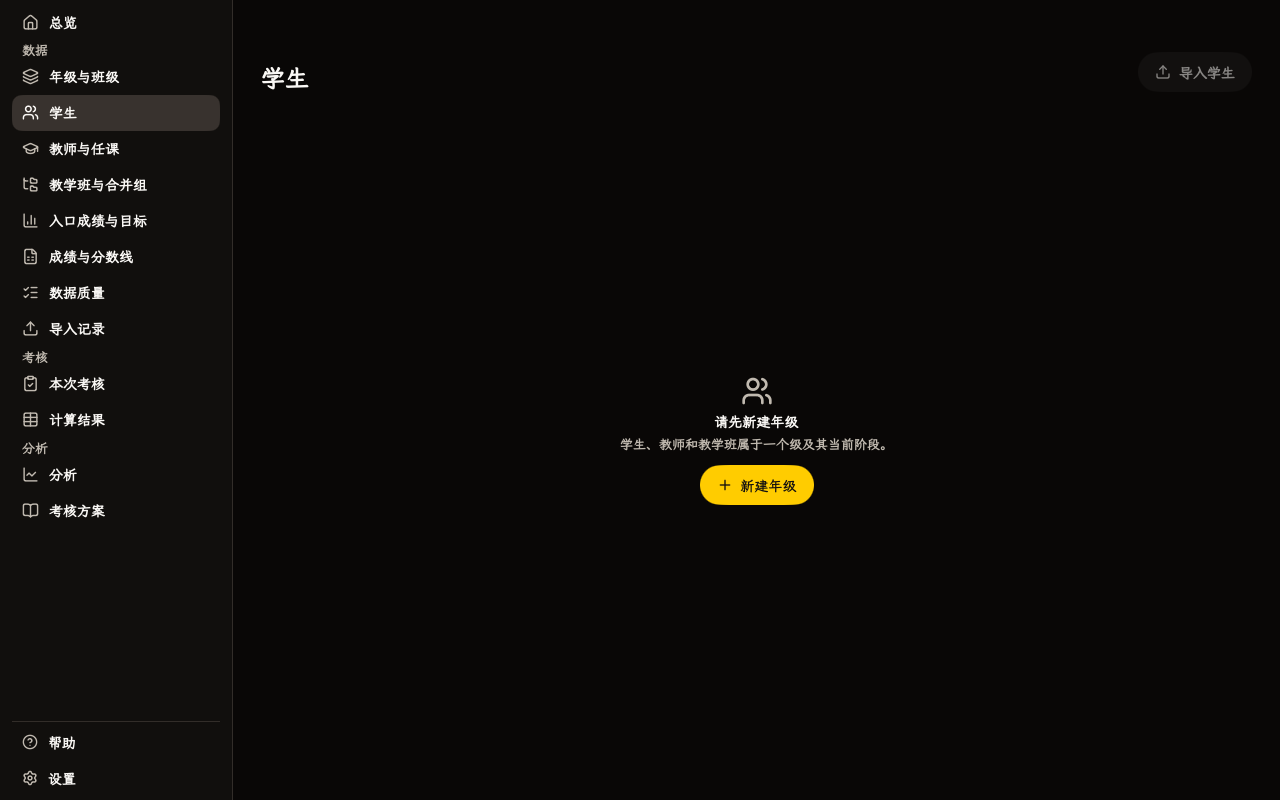 总览
数据
年级与班级
学生
教师与任课
教学班与合并组
入口成绩与目标
成绩与分数线
数据质量
导入记录
考核
本次考核
计算结果
分析
分析
考核方案
帮助
设置
学生
导入学生
请先新建年级
学生、教师和教学班属于一个级及其当前阶段。
新建年级